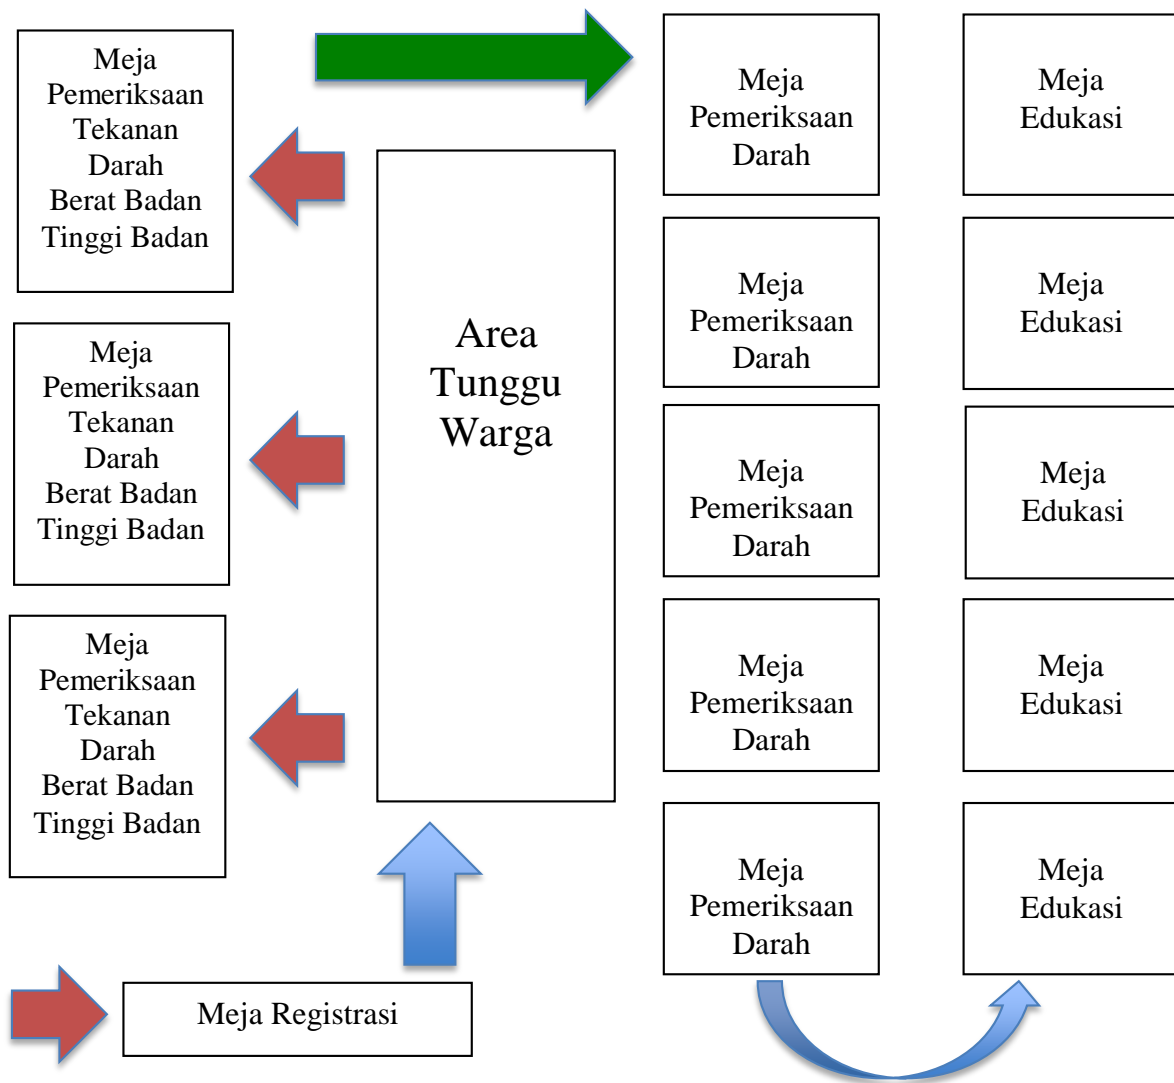 Meja
Pemeriksaan
Tekanan
Darah
Berat Badan
Tinggi Badan
Meja
Pemeriksaan
Tekanan
Darah
Berat Badan
Tinggi Badan
Meja
Pemeriksaan
Tekanan
Darah
Berat Badan
Tinggi Badan
Area
Tunggu
Warga
Meja
Pemeriksaan
Darah
Meja
Edukasi
Meja
Pemeriksaan
Darah
Meja
Edukasi
Meja
Pemeriksaan
Darah
Meja
Edukasi
Meja
Pemeriksaan
Darah
Meja
Edukasi
Meja
Pemeriksaan
Darah
Meja
Edukasi
Meja Registrasi